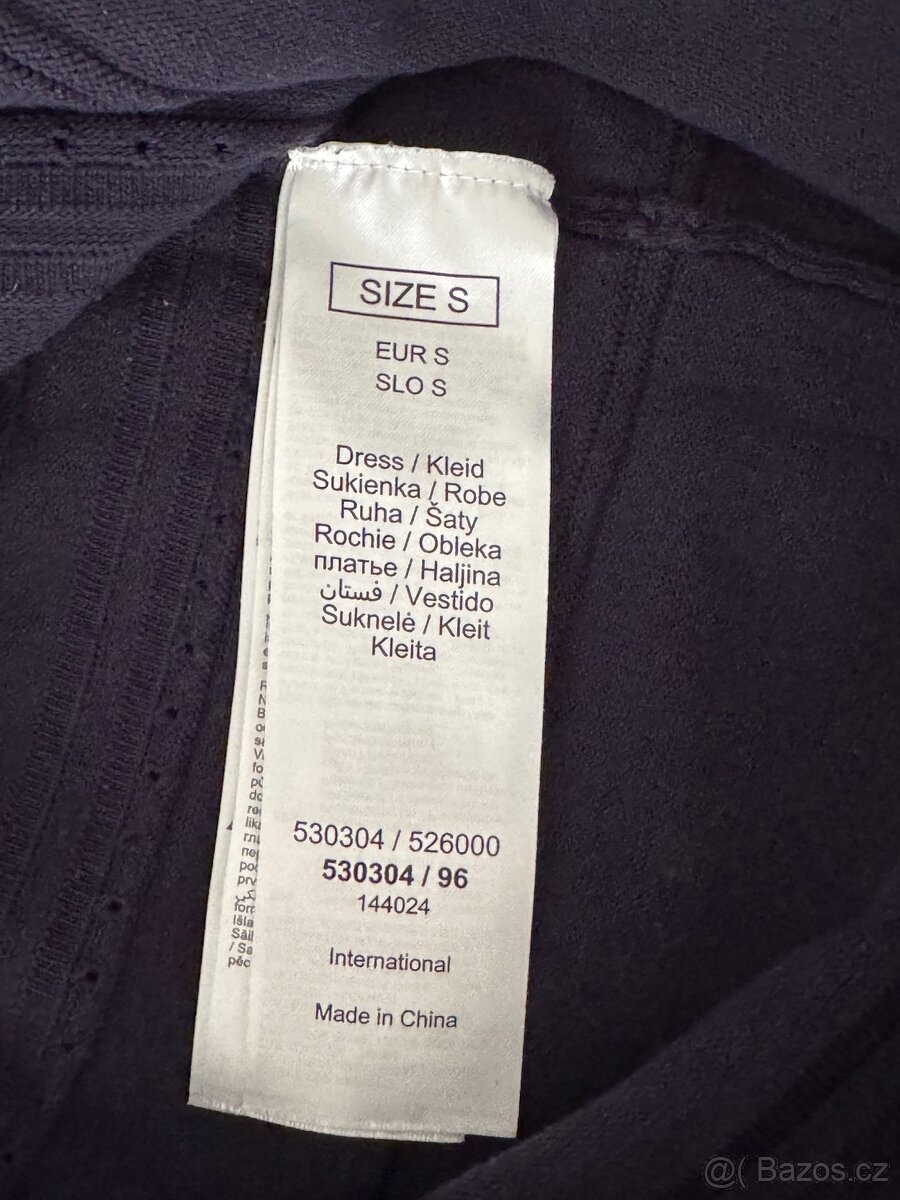 SIZE S
EUR S
SLO S
Dress / Kleid
Sukienka / Robe
Ruha / Šaty
Rochie / Obleka
платье / Haljina
فستان / Vestido
Suknelė / Kleit
Kleita
530304 / 526000
530304 / 96
144024
International
Made in China
@( Bazos.cz